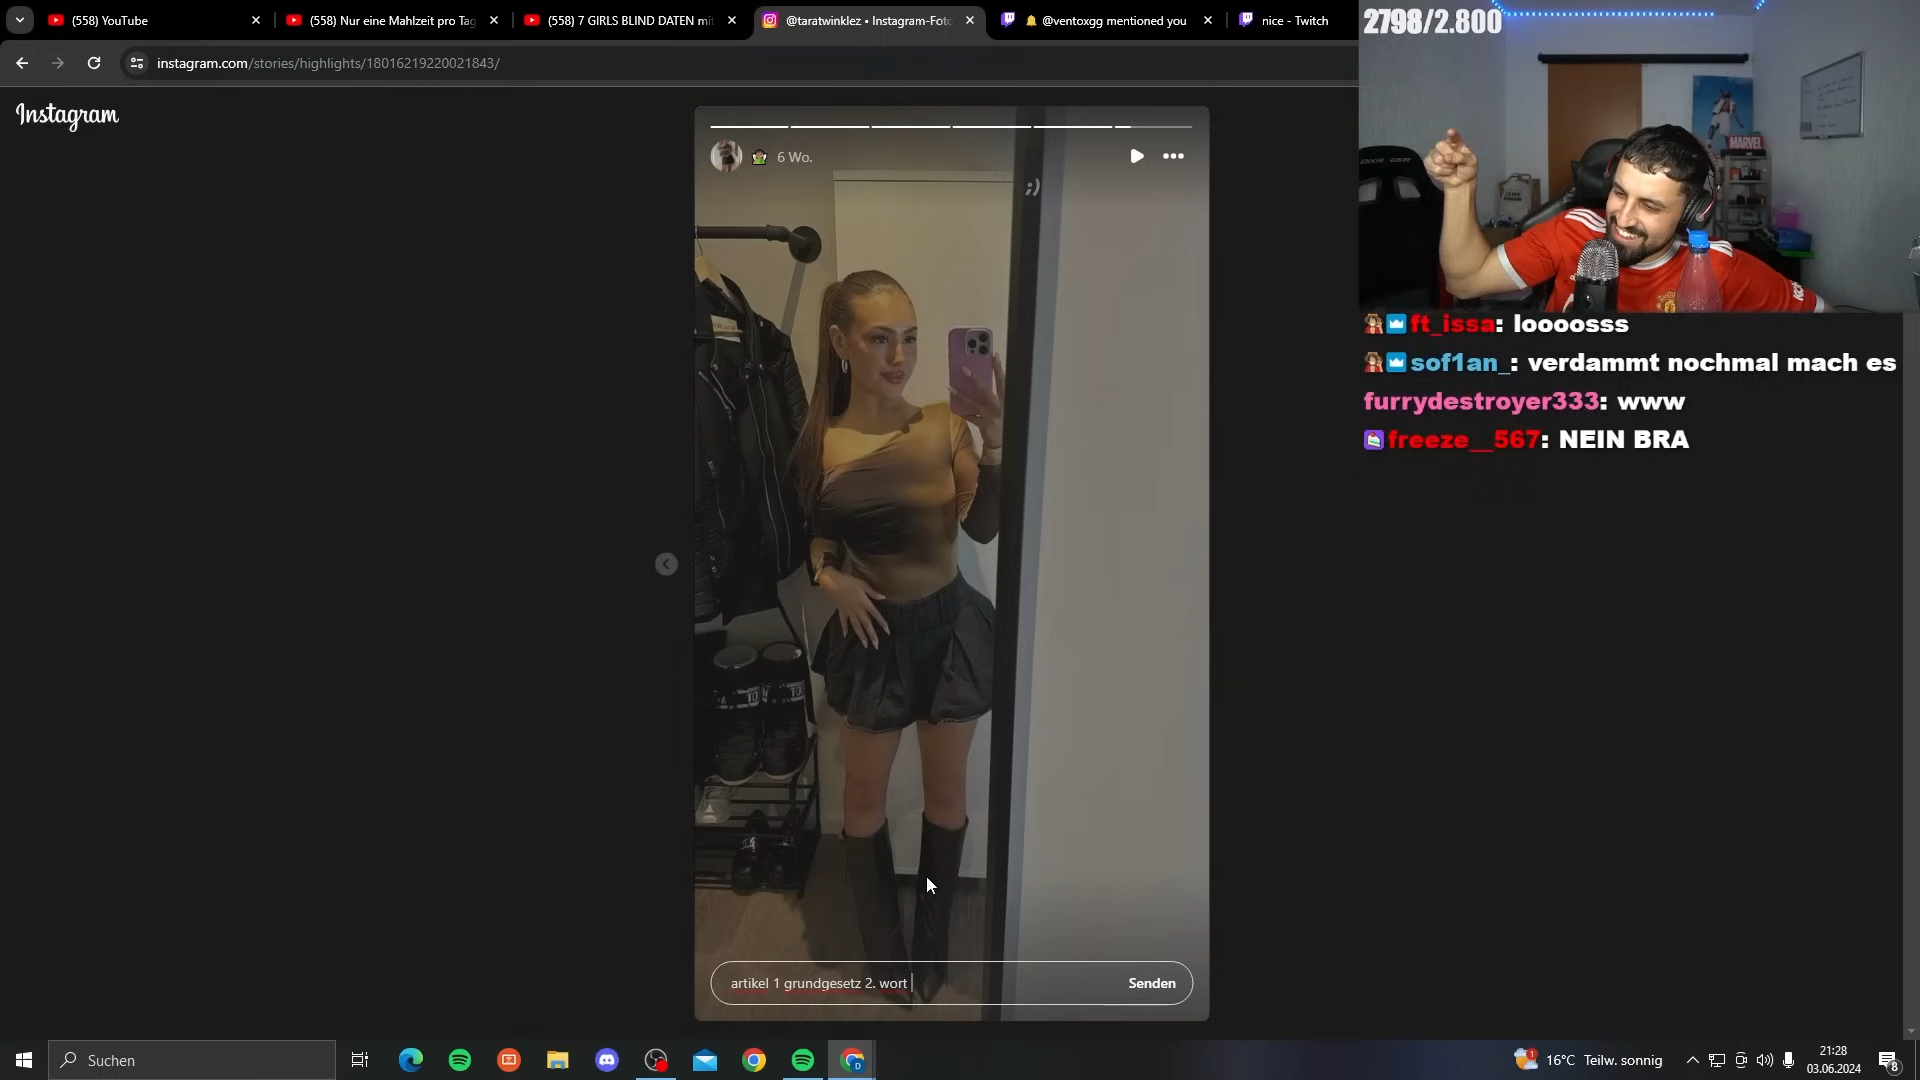 (558) YouTube
(558) Nur eine Mahlzeit pro Tag
(558) 7 GIRLS BLIND DATEN mit
@taratwinklez • Instagram-Foto
@ventoxgg mentioned you
nice - Twitch
instagram.com/stories/highlights/18016219220021843/
2798/2.800
Instagram
6 Wo.
;)
MARVEL
ft_issa: loooosss
sof1an_: verdammt nochmal mach es
furrydestroyer333: www
freeze__567: NEIN BRA
artikel 1 grundgesetz 2. wort
Senden
Suchen
16°C Teilw. sonnig
21:28
03.06.2024
8